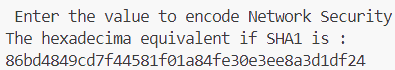 Enter the value to encode Network Security
The hexadecima equivalent if SHA1 is :
86bd4849cd7f44581f01a84fe30e3ee8a3d1df24